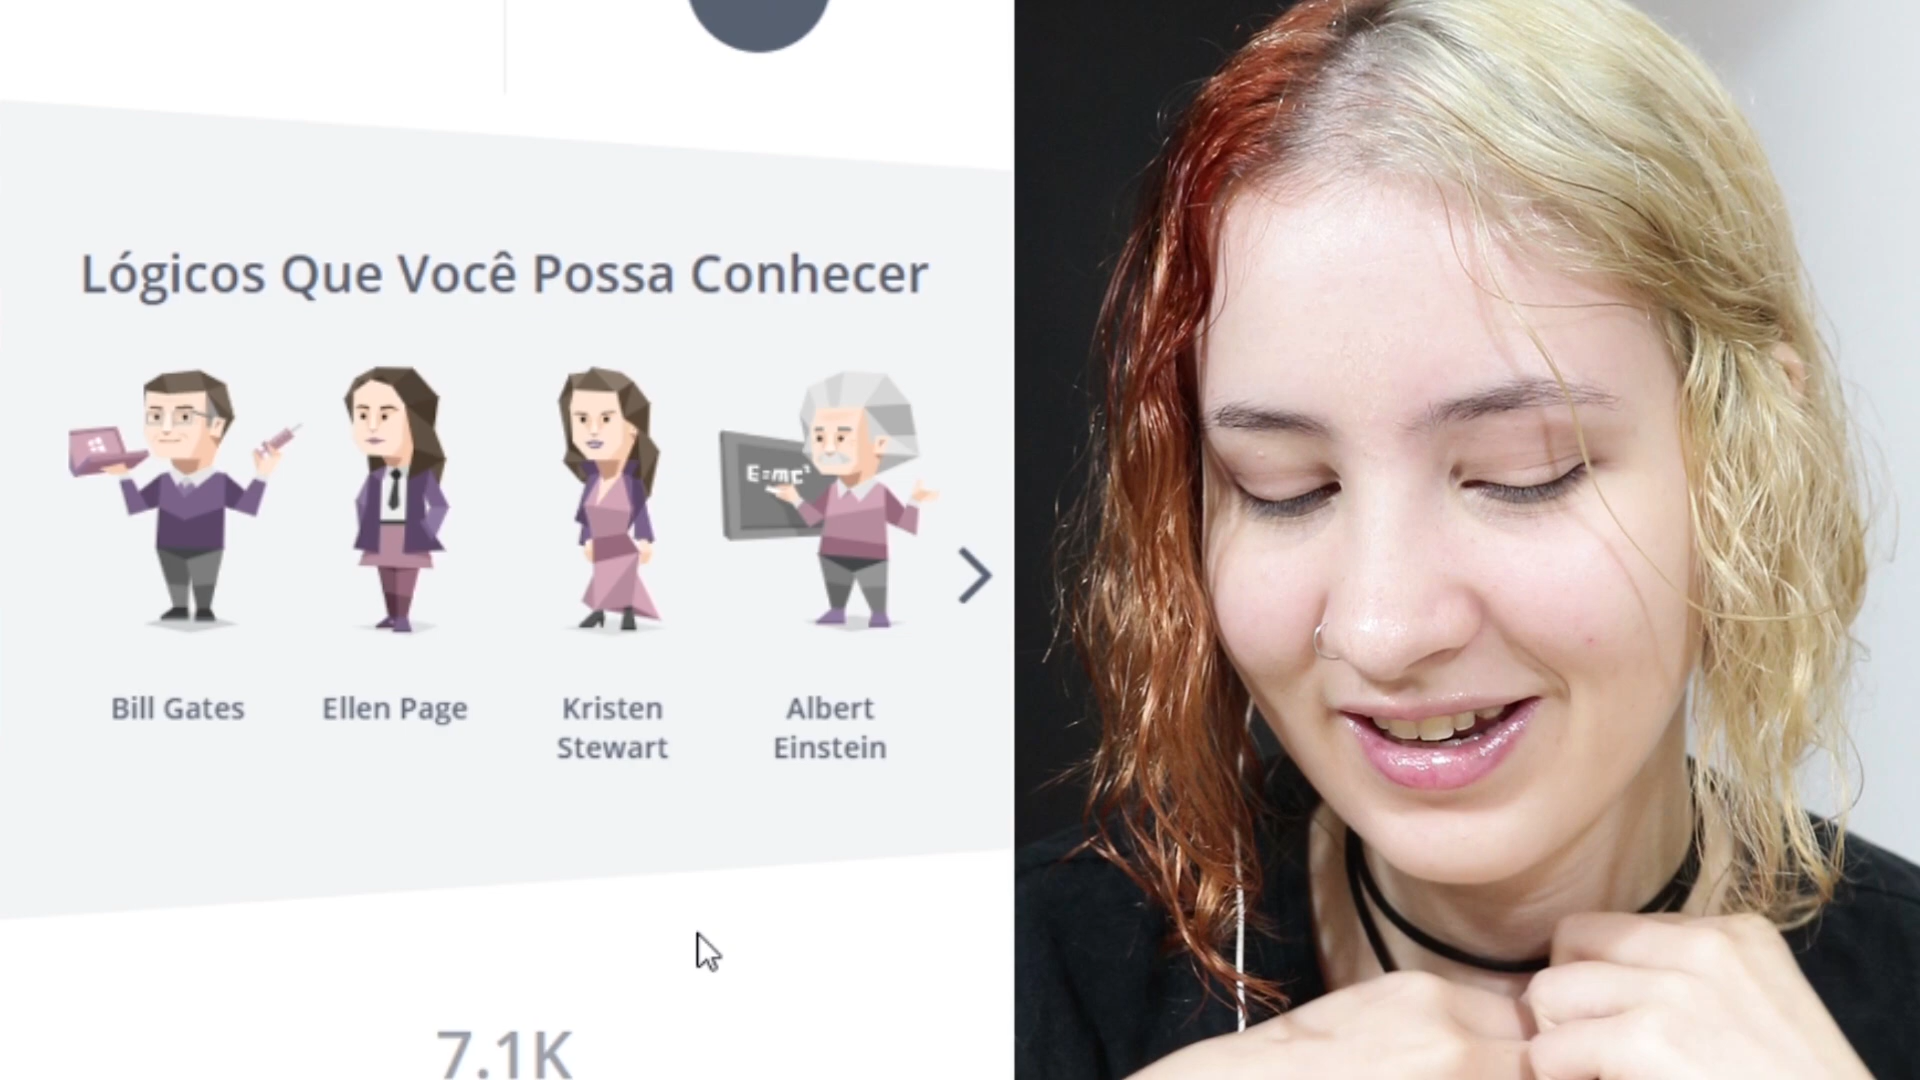 Lógicos Que Você Possa Conhecer
E=mc²
Bill Gates
Ellen Page
Kristen
Stewart
Albert
Einstein
7.1K